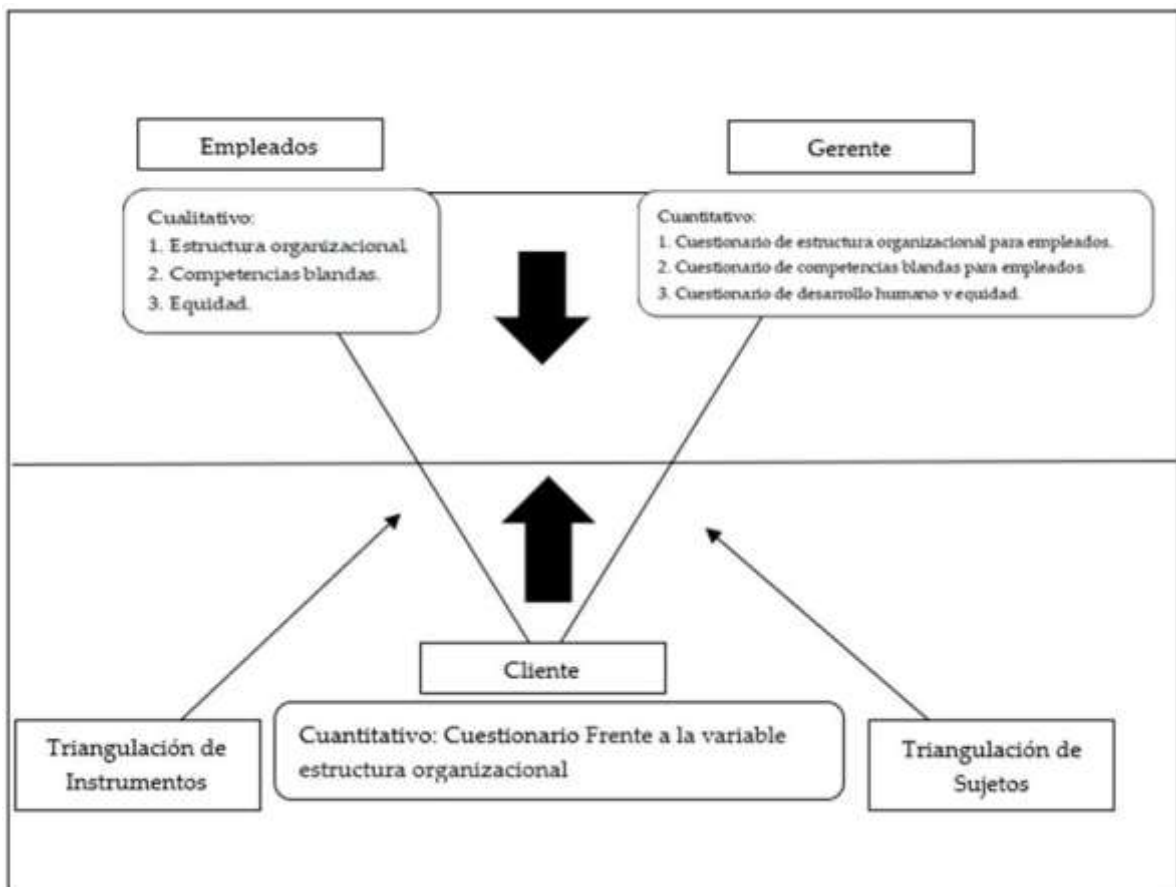 Empleados
Gerente
Cualitativo:
1. Estructura organizacional.
2. Competencias blandas.
3. Equidad.
Cuantitativo:
1. Cuestionario de estructura organizacional para empleados.
2. Cuestionario de competencias blandas para empleados.
3. Cuestionario de desarrollo humano y equidad.
Cliente
Cuantitativo: Cuestionario Frente a la variable
estructura organizacional
Triangulación de
Instrumentos
Triangulación de
Sujetos